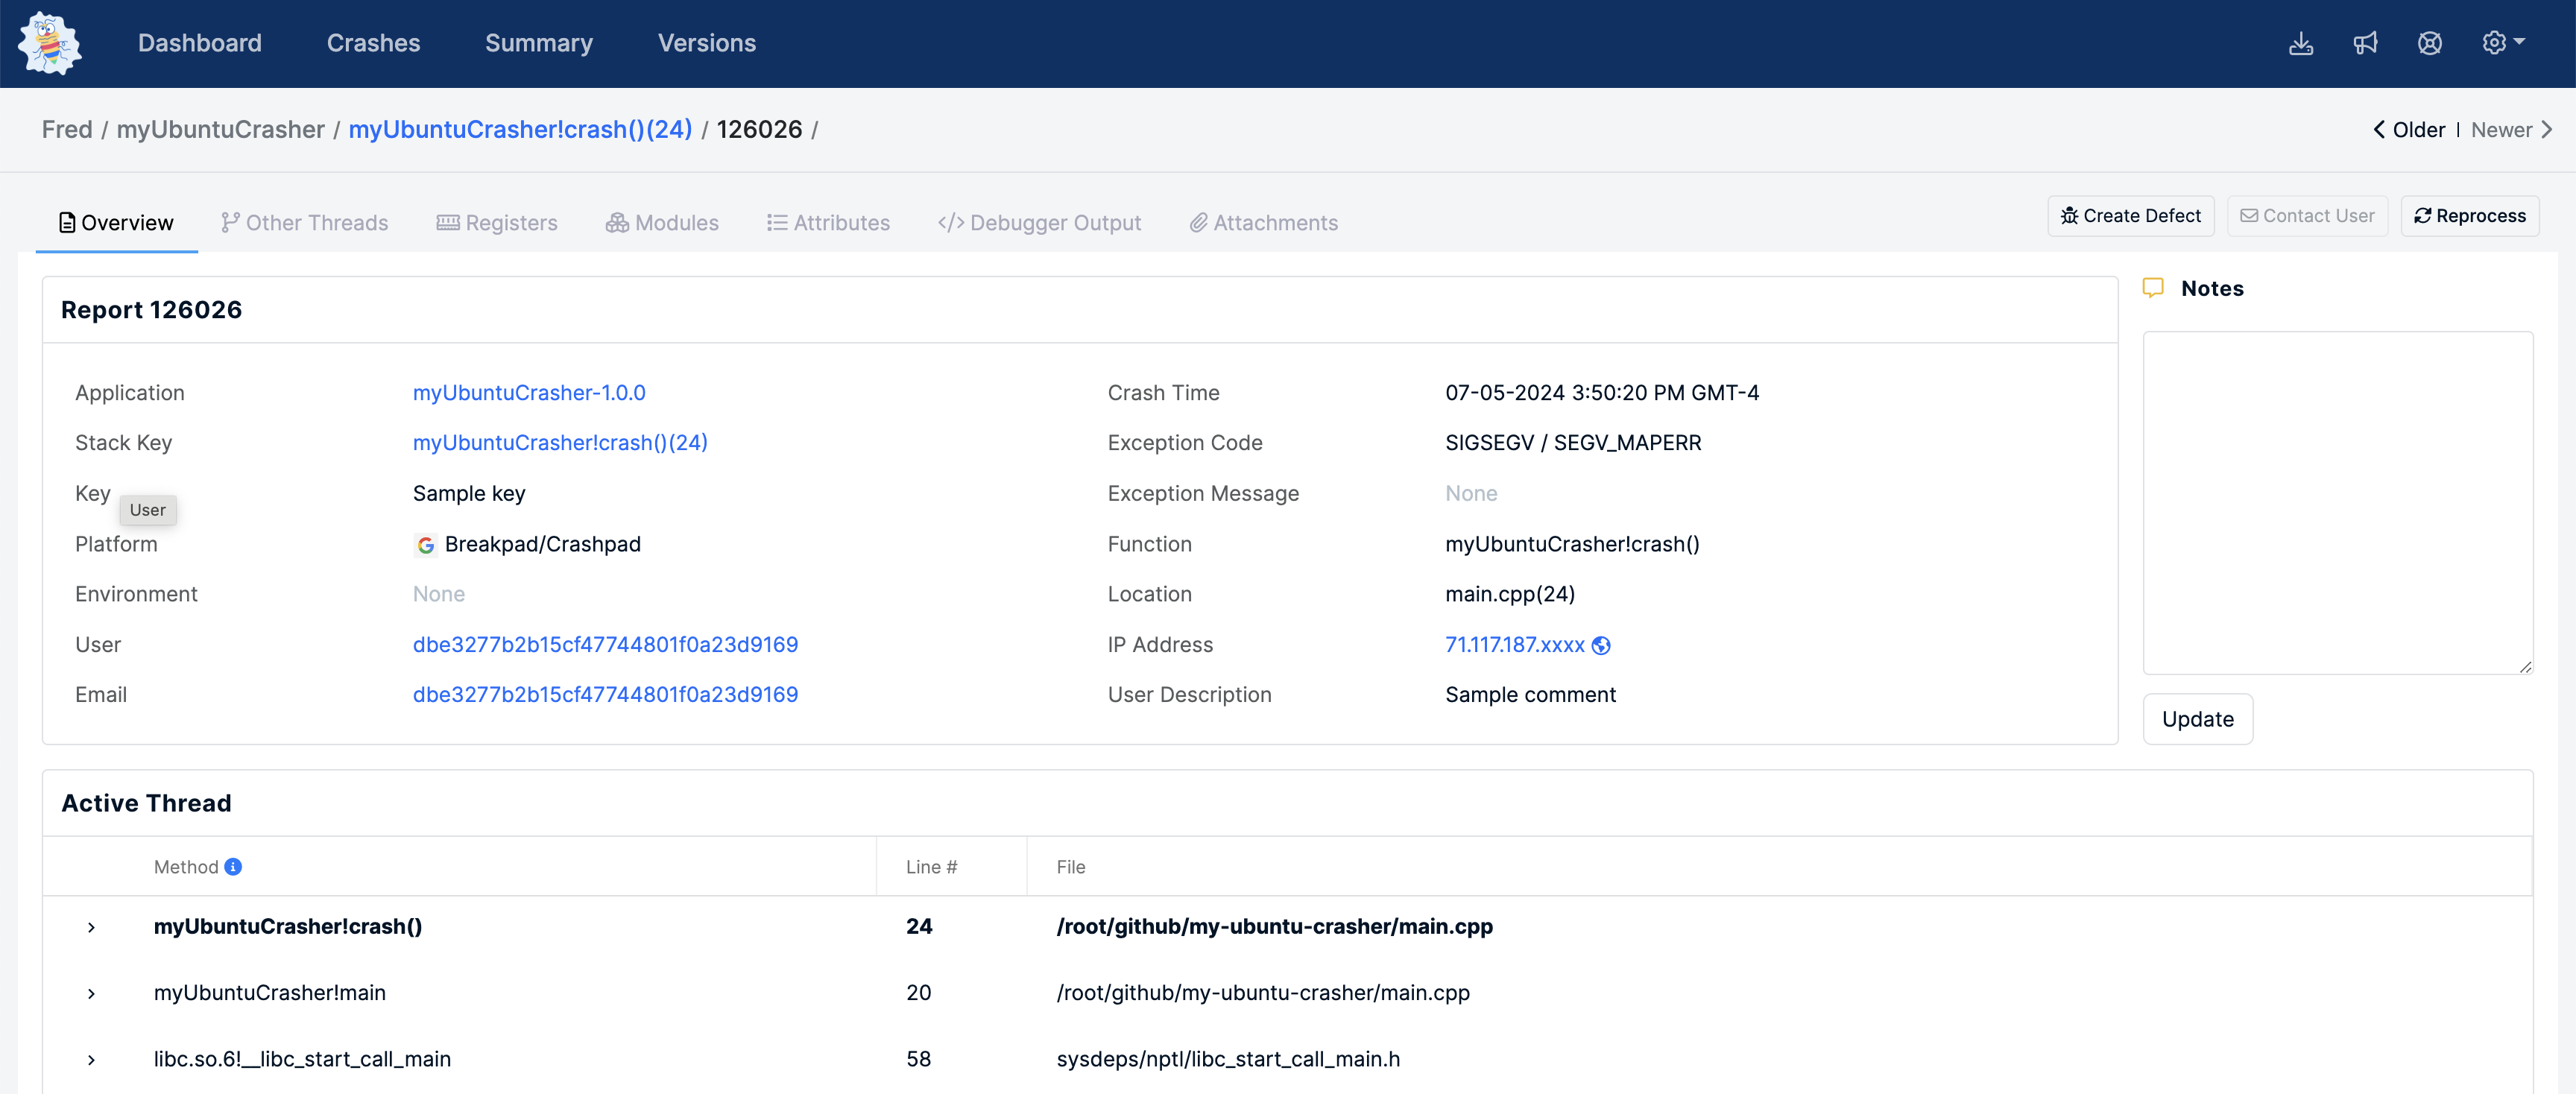 Dashboard Crashes Summary Versions
Fred / myUbuntuCrasher / myUbuntuCrasher!crash()(24) / 126026 /
Older | Newer
Overview Other Threads Registers Modules Attributes </> Debugger Output Attachments
Create Defect Contact User Reprocess
Report 126026
Application myUbuntuCrasher-1.0.0
Stack Key myUbuntuCrasher!crash()(24)
Key Sample key
User
Platform Breakpad/Crashpad
Environment None
User dbe3277b2b15cf47744801f0a23d9169
Email dbe3277b2b15cf47744801f0a23d9169
Crash Time 07-05-2024 3:50:20 PM GMT-4
Exception Code SIGSEGV / SEGV_MAPERR
Exception Message None
Function myUbuntuCrasher!crash()
Location main.cpp(24)
IP Address 71.117.187.xxxx
User Description Sample comment
Notes
Update
Active Thread
Method Line # File
myUbuntuCrasher!crash() 24 /root/github/my-ubuntu-crasher/main.cpp
myUbuntuCrasher!main 20 /root/github/my-ubuntu-crasher/main.cpp
libc.so.6!__libc_start_call_main 58 sysdeps/nptl/libc_start_call_main.h